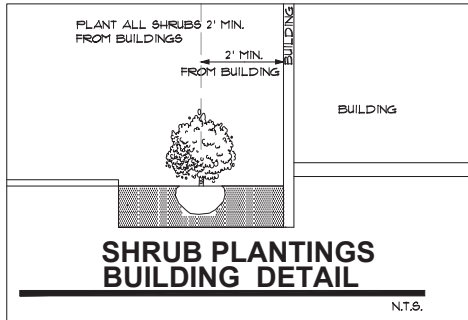 PLANT ALL SHRUBS 2' MIN.
FROM BUILDINGS
2' MIN.
FROM BUILDING
BUILDING
BUILDING
SHRUB PLANTINGS
BUILDING DETAIL
N.T.S.